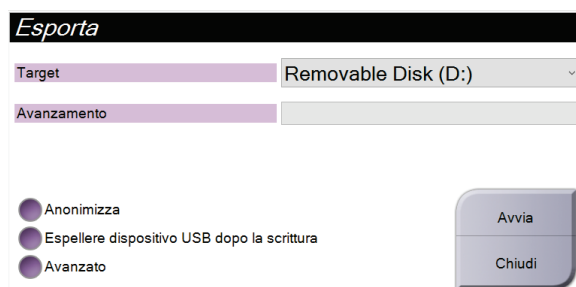 Esporta
Target
Removable Disk (D:)
Avanzamento
Anonimizza
Espellere dispositivo USB dopo la scrittura
Avanzato
Avvia
Chiudi